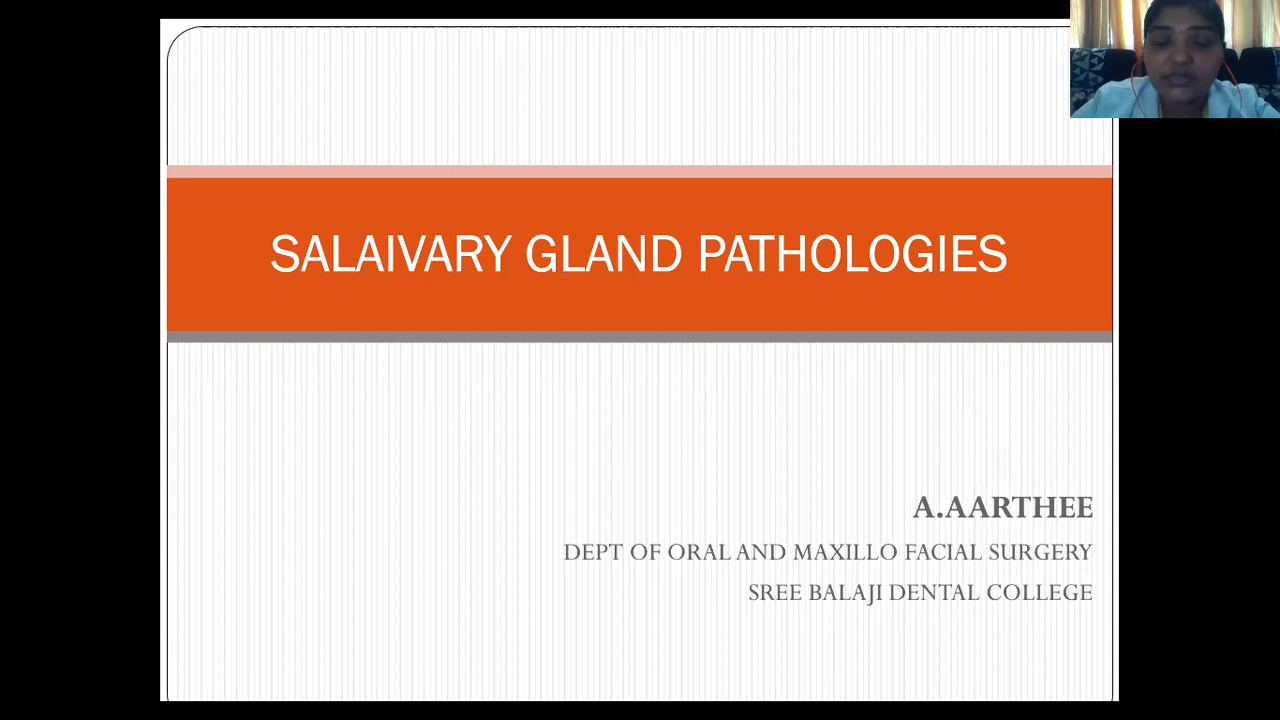 SALAIVARY GLAND PATHOLOGIES
A.AARTHEE
DEPT OF ORAL AND MAXILLO FACIAL SURGERY
SREE BALAJI DENTAL COLLEGE